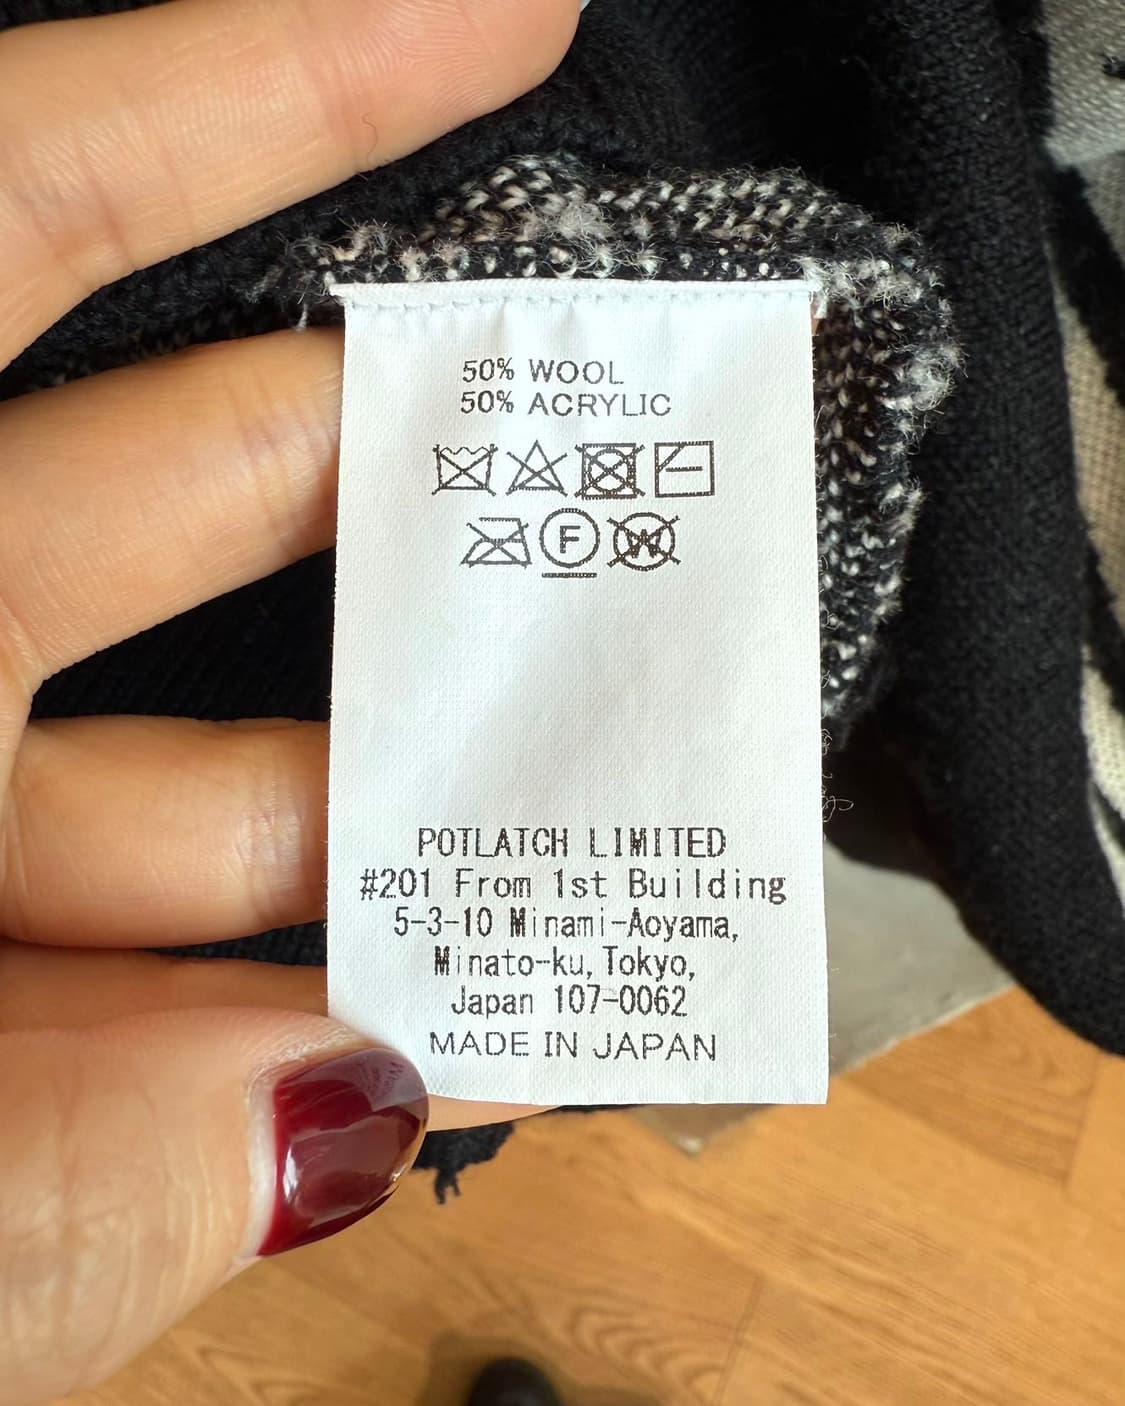 50% WOOL
50% ACRYLIC
F W
POTLATCH LIMITED
#201 From 1st Building
5-3-10 Minami-Aoyama,
Minato-ku, Tokyo,
Japan 107-0062
MADE IN JAPAN